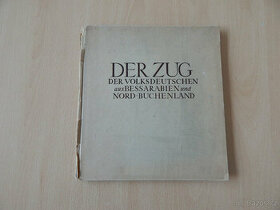 DER ZUG
DER VOLKSDEUTSCHEN
aus BESSARABIEN und
NORD-BUCHENLAND